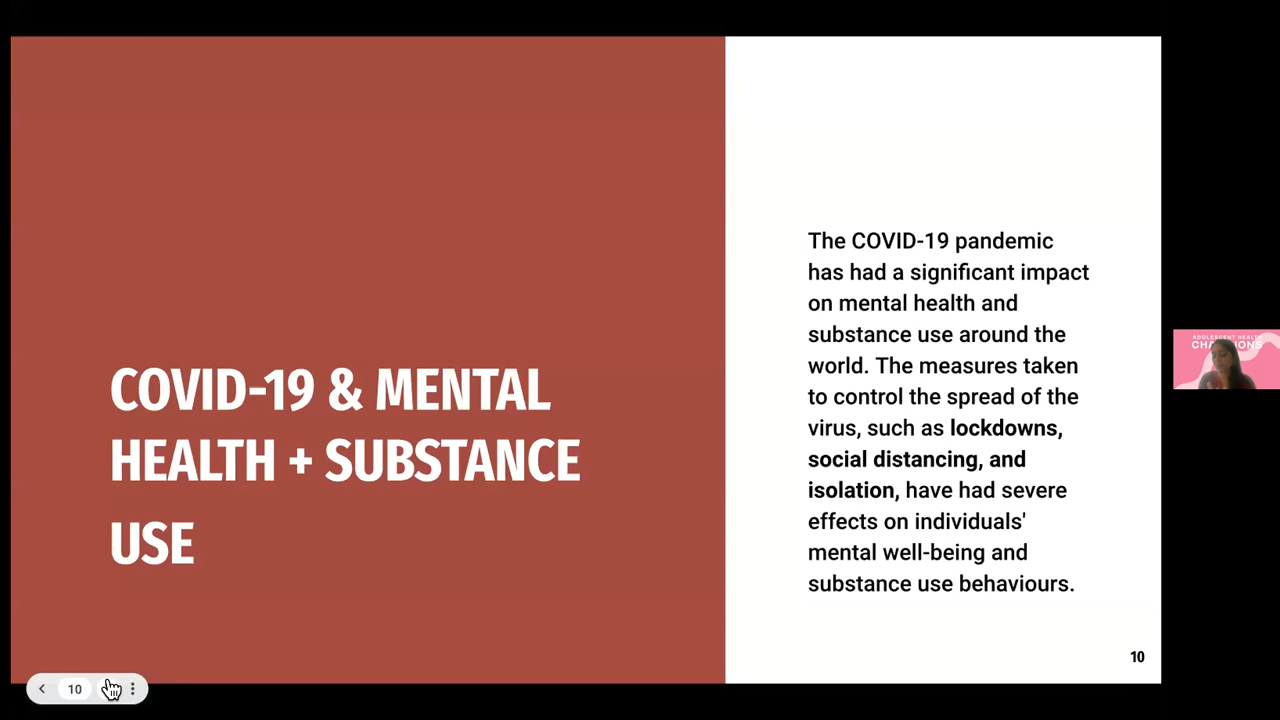 COVID-19 & MENTAL
HEALTH + SUBSTANCE
USE
The COVID-19 pandemic
has had a significant impact
on mental health and
substance use around the
world. The measures taken
to control the spread of the
virus, such as lockdowns,
social distancing, and
isolation, have had severe
effects on individuals'
mental well-being and
substance use behaviours.
10
ADOLESCENT HEALTH
10